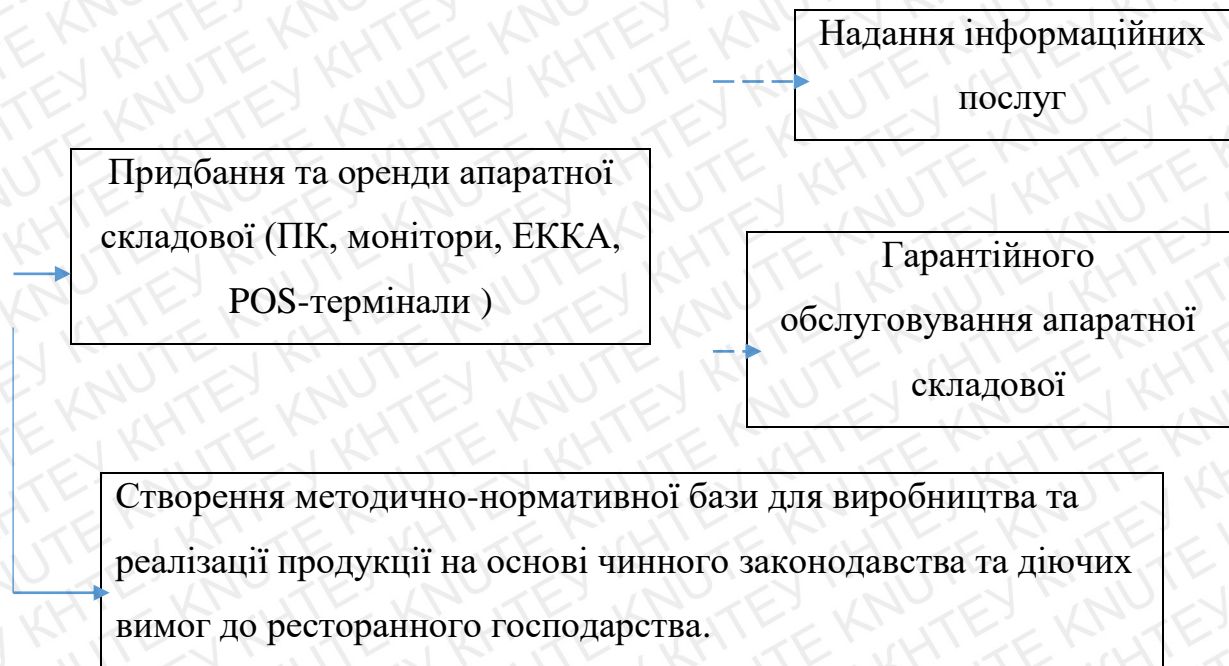 Надання інформаційних
послуг
Придбання та оренди апаратної
складової (ПК, монітори, ЕККА,
POS-термінали )
Гарантійного
обслуговування апаратної
складової
Створення методично-нормативної бази для виробництва та
реалізації продукції на основі чинного законодавства та діючих
вимог до ресторанного господарства.